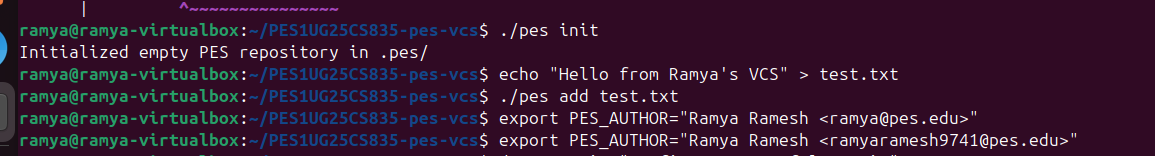 | ^~~~~~~~~~~~~~~~
ramya@ramya-virtualbox:~/PES1UG25CS835-pes-vcs$ ./pes init
Initialized empty PES repository in .pes/
ramya@ramya-virtualbox:~/PES1UG25CS835-pes-vcs$ echo "Hello from Ramya's VCS" > test.txt
ramya@ramya-virtualbox:~/PES1UG25CS835-pes-vcs$ ./pes add test.txt
ramya@ramya-virtualbox:~/PES1UG25CS835-pes-vcs$ export PES_AUTHOR="Ramya Ramesh <ramya@pes.edu>"
ramya@ramya-virtualbox:~/PES1UG25CS835-pes-vcs$ export PES_AUTHOR="Ramya Ramesh <ramyaramesh9741@pes.edu>"